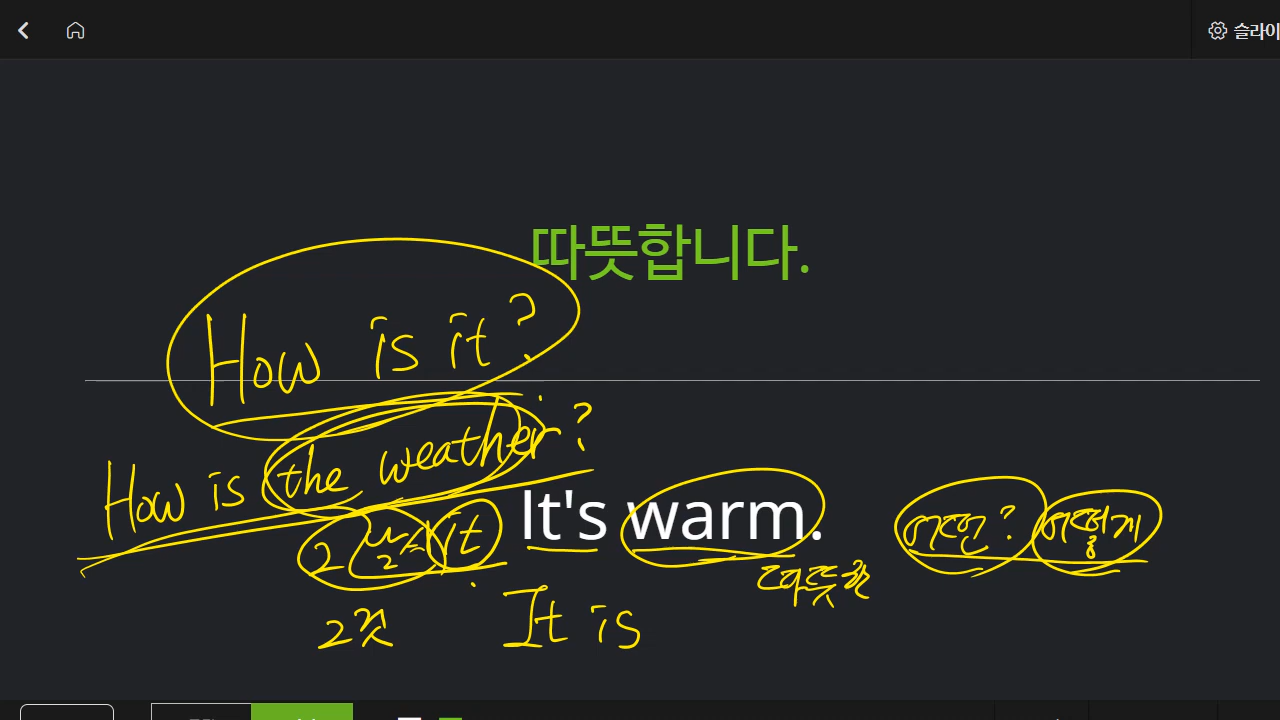 슬라이
따뜻합니다.
How is it?
How is the weather?
It's warm.
그 날씨 it
어떤? 어떻게
따뜻한
그것
It is